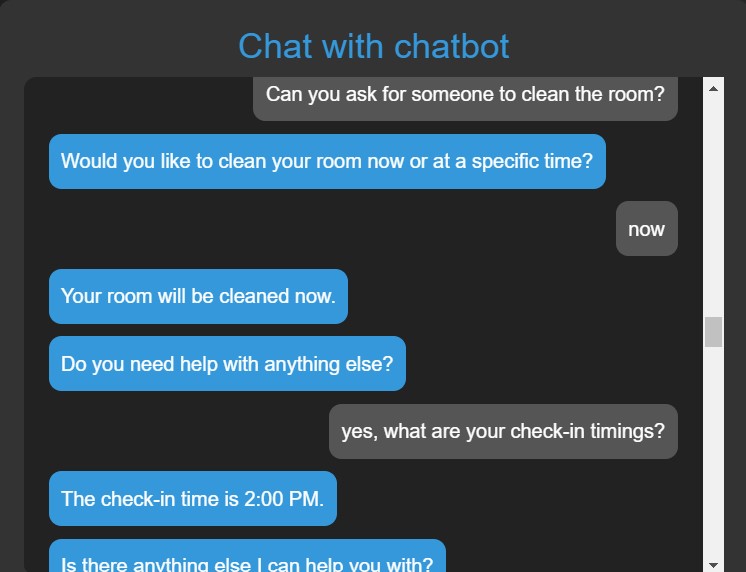 Chat with chatbot
Can you ask for someone to clean the room?
Would you like to clean your room now or at a specific time?
now
Your room will be cleaned now.
Do you need help with anything else?
yes, what are your check-in timings?
The check-in time is 2:00 PM.
Is there anything else I can help you with?